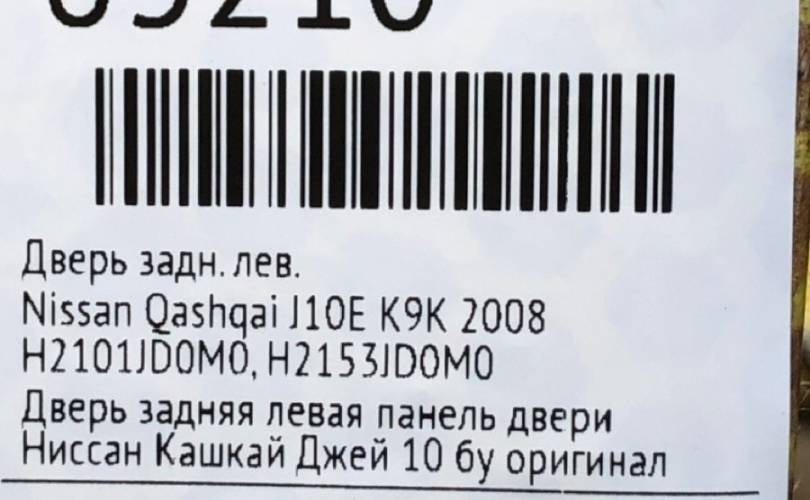 Дверь задн. лев.
Nissan Qashqai J10E K9K 2008
H2101JD0M0, H2153JD0M0
Дверь задняя левая панель двери
Ниссан Кашкай Джей 10 бу оригинал